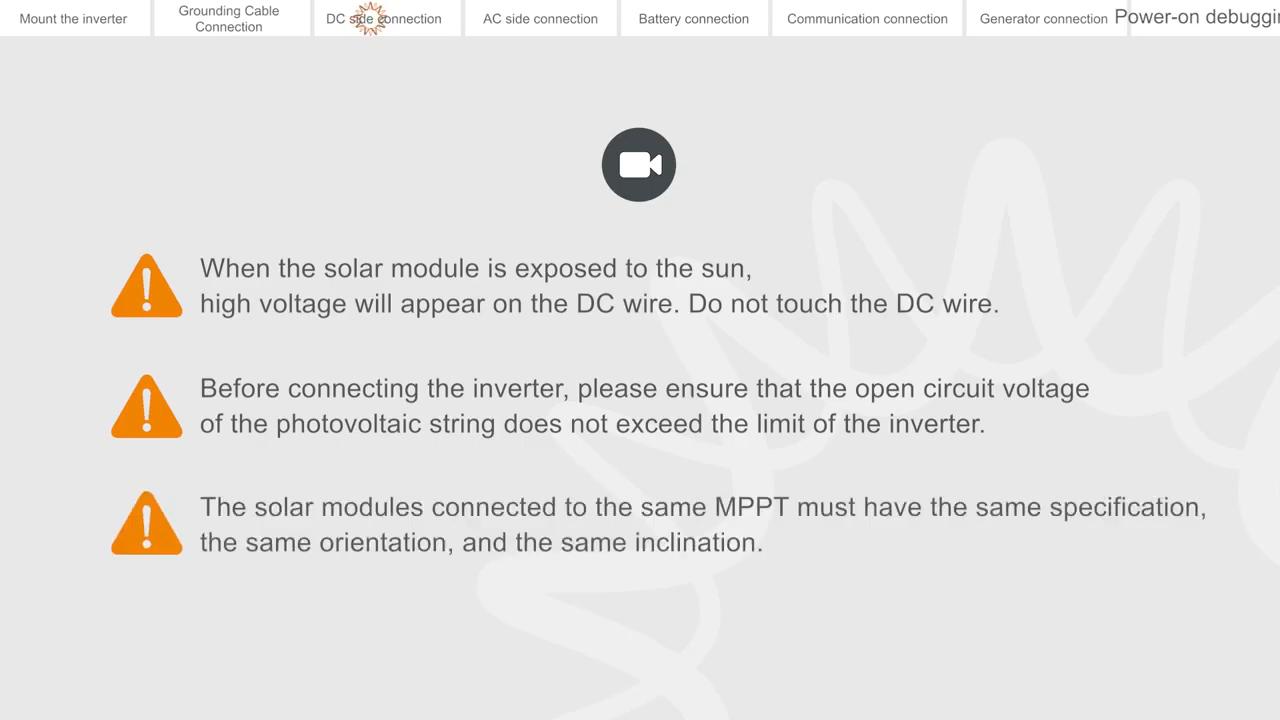 Mount the inverter
Grounding Cable
Connection
DC side connection
AC side connection
Battery connection
Communication connection
Generator connection
Power-on debuggi
When the solar module is exposed to the sun,
high voltage will appear on the DC wire. Do not touch the DC wire.
Before connecting the inverter, please ensure that the open circuit voltage
of the photovoltaic string does not exceed the limit of the inverter.
The solar modules connected to the same MPPT must have the same specification,
the same orientation, and the same inclination.